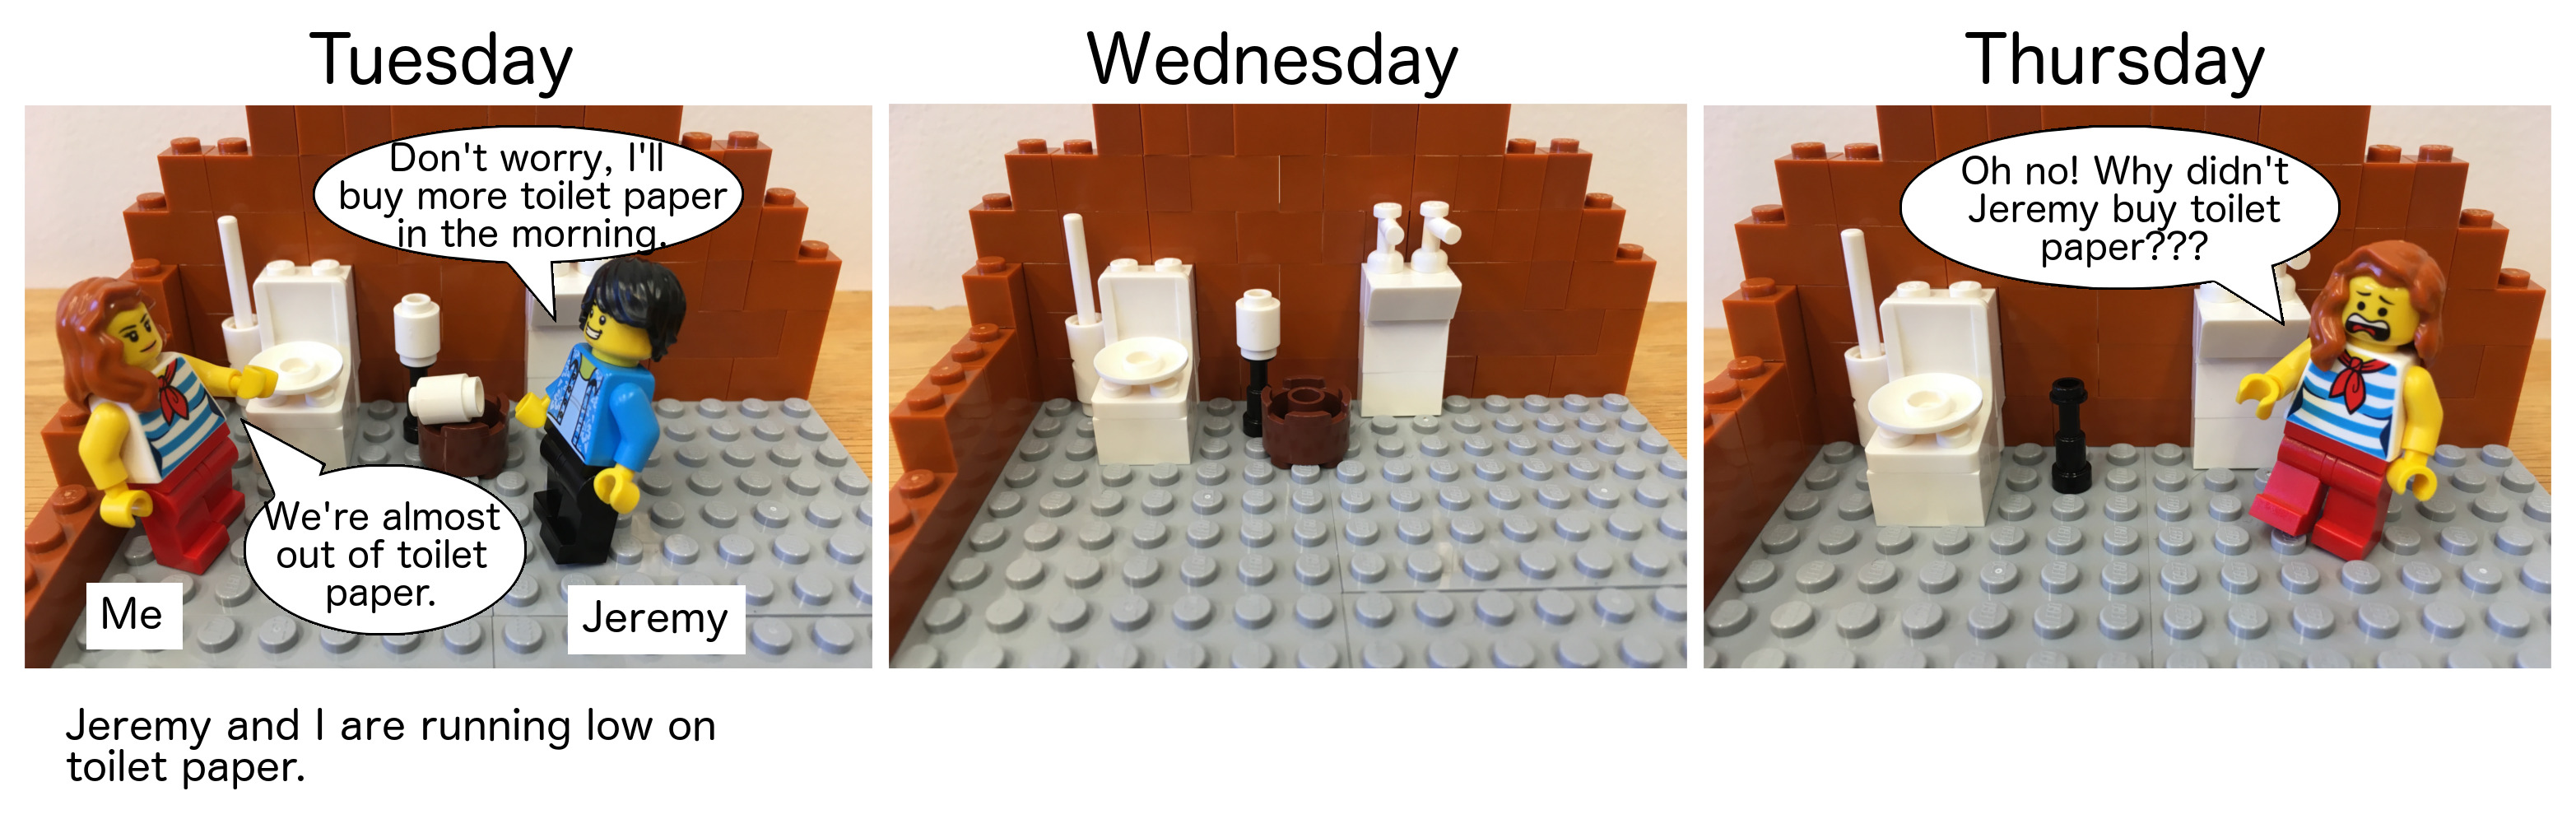 Tuesday
Don't worry, I'll
buy more toilet paper
in the morning.
We're almost
out of toilet
paper.
Me
Jeremy
Jeremy and I are running low on
toilet paper.
Wednesday
Thursday
Oh no! Why didn't
Jeremy buy toilet
paper???